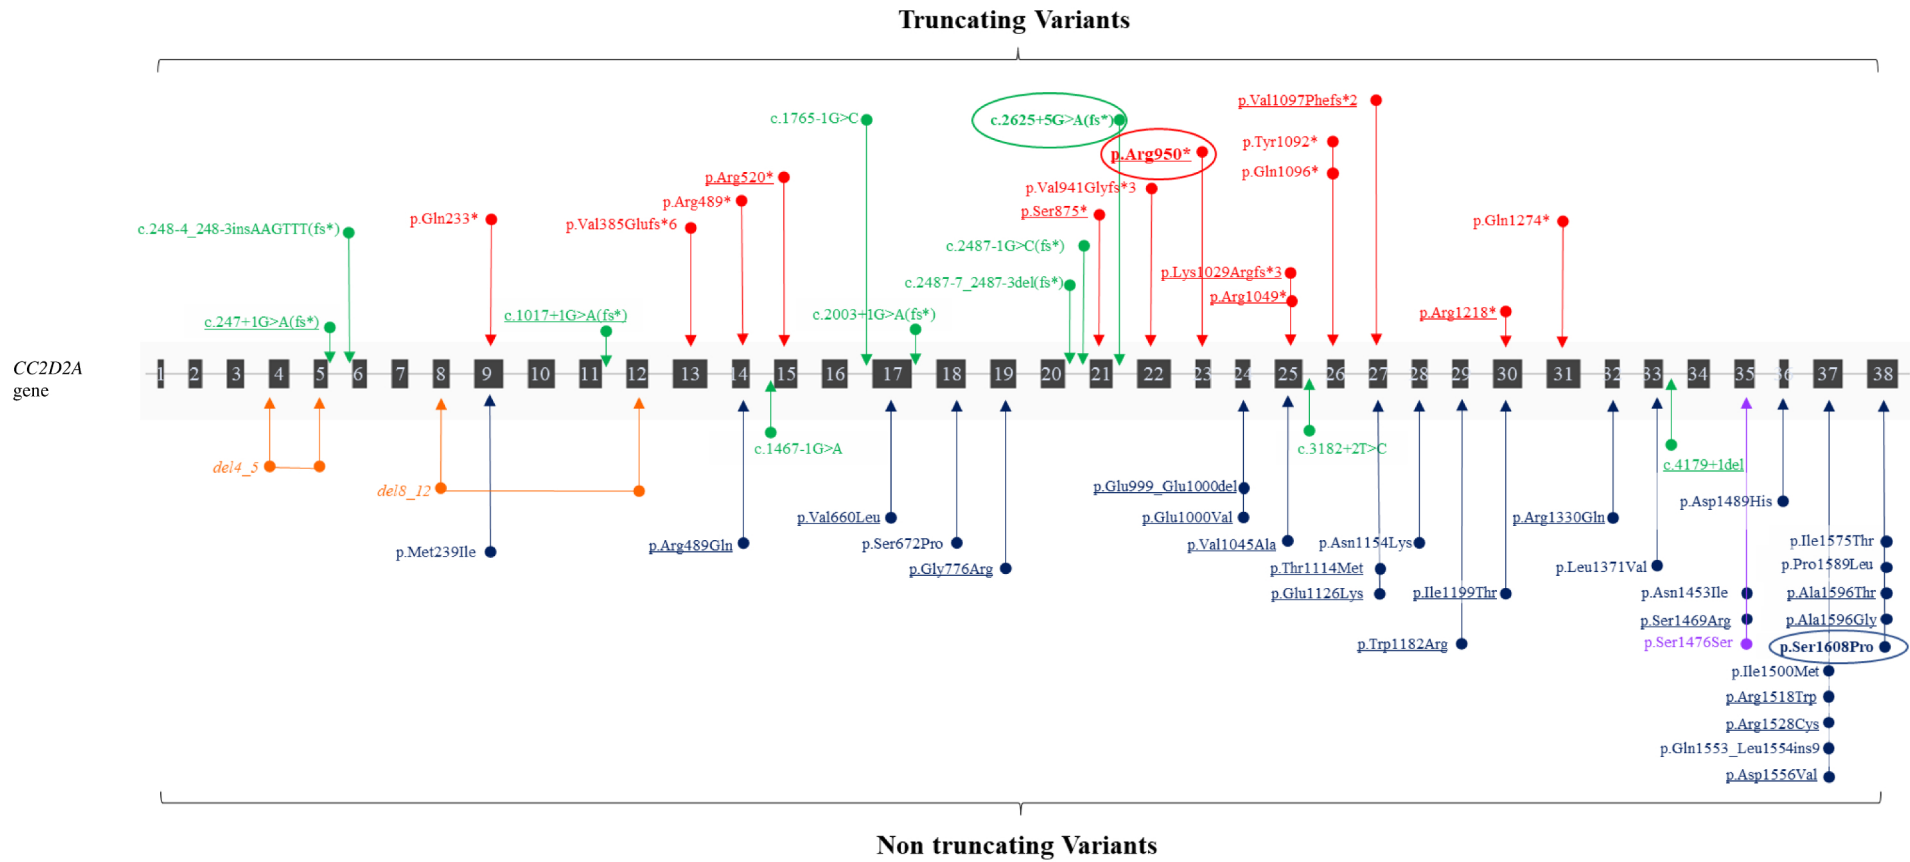 Truncating Variants
p.Val1097Phefs*2
c.1765-1G>C
c.2625+5G>A(fs*)
p.Tyr1092*
p.Arg950*
p.Gln1096*
p.Arg520*
p.Val941Glyfs*3
p.Arg489*
p.Ser875*
p.Gln233*
p.Val385Glufs*6
p.Gln1274*
c.248-4_248-3insAAGTTT(fs*)
c.2487-1G>C(fs*)
p.Lys1029Argfs*3
c.2487-7_2487-3del(fs*)
p.Arg1049*
c.247+1G>A(fs*)
c.1017+1G>A(fs*)
c.2003+1G>A(fs*)
p.Arg1218*
CC2D2A
gene
1 2 3 4 5 6 7 8 9 10 11 12 13 14 15 16 17 18 19 20 21 22 23 24 25 26 27 28 29 30 31 32 33 34 35 36 37 38
c.1467-1G>A
c.3182+2T>C
del4_5
c.4179+1del
del8_12
p.Glu999_Glu1000del
p.Asp1489His
p.Val660Leu
p.Glu1000Val
p.Arg1330Gln
p.Met239Ile
p.Arg489Gln
p.Ser672Pro
p.Val1045Ala
p.Asn1154Lys
p.Ile1575Thr
p.Gly776Arg
p.Thr1114Met
p.Leu1371Val
p.Pro1589Leu
p.Glu1126Lys
p.Ile1199Thr
p.Asn1453Ile
p.Ala1596Thr
p.Ser1469Arg
p.Ala1596Gly
p.Trp1182Arg
p.Ser1476Ser
p.Ser1608Pro
p.Ile1500Met
p.Arg1518Trp
p.Arg1528Cys
p.Gln1553_Leu1554ins9
p.Asp1556Val
Non truncating Variants